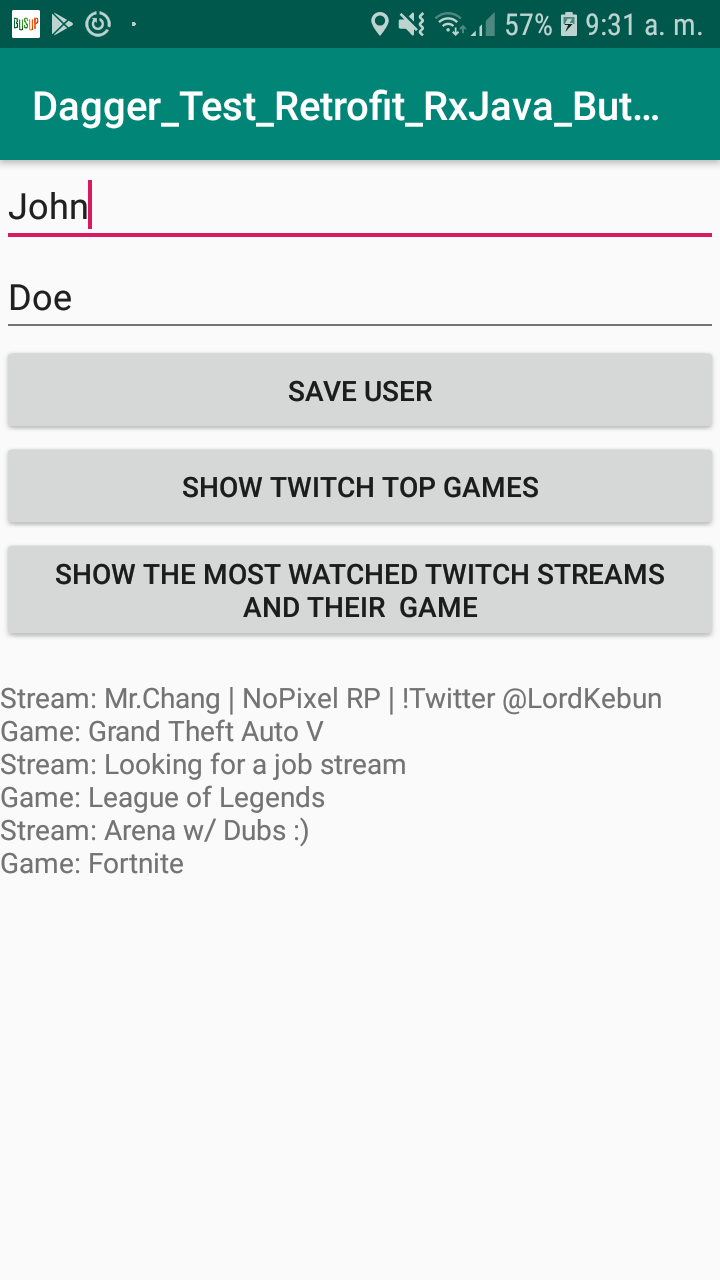 BUSUP 57% 9:31 a. m.
Dagger_Test_Retrofit_RxJava_But...
John
Doe
SAVE USER
SHOW TWITCH TOP GAMES
SHOW THE MOST WATCHED TWITCH STREAMS
AND THEIR  GAME
Stream: Mr.Chang | NoPixel RP | !Twitter @LordKebun
Game: Grand Theft Auto V
Stream: Looking for a job stream
Game: League of Legends
Stream: Arena w/ Dubs :)
Game: Fortnite